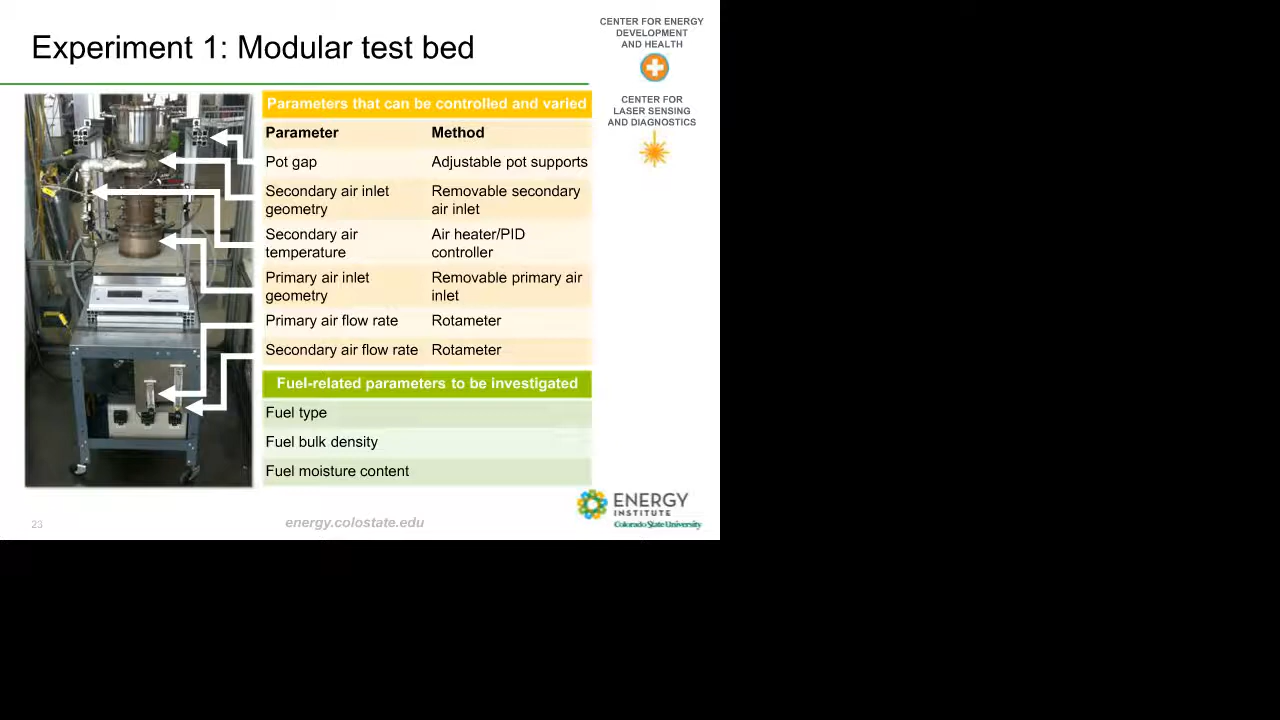 Experiment 1: Modular test bed
CENTER FOR ENERGY
DEVELOPMENT
AND HEALTH
CENTER FOR
LASER SENSING
AND DIAGNOSTICS
Parameters that can be controlled and varied
Parameter Method
Pot gap Adjustable pot supports
Secondary air inlet Removable secondary
geometry air inlet
Secondary air Air heater/PID
temperature controller
Primary air inlet Removable primary air
geometry inlet
Primary air flow rate Rotameter
Secondary air flow rate Rotameter
Fuel-related parameters to be investigated
Fuel type
Fuel bulk density
Fuel moisture content
23
energy.colostate.edu
ENERGY
INSTITUTE
Colorado State University